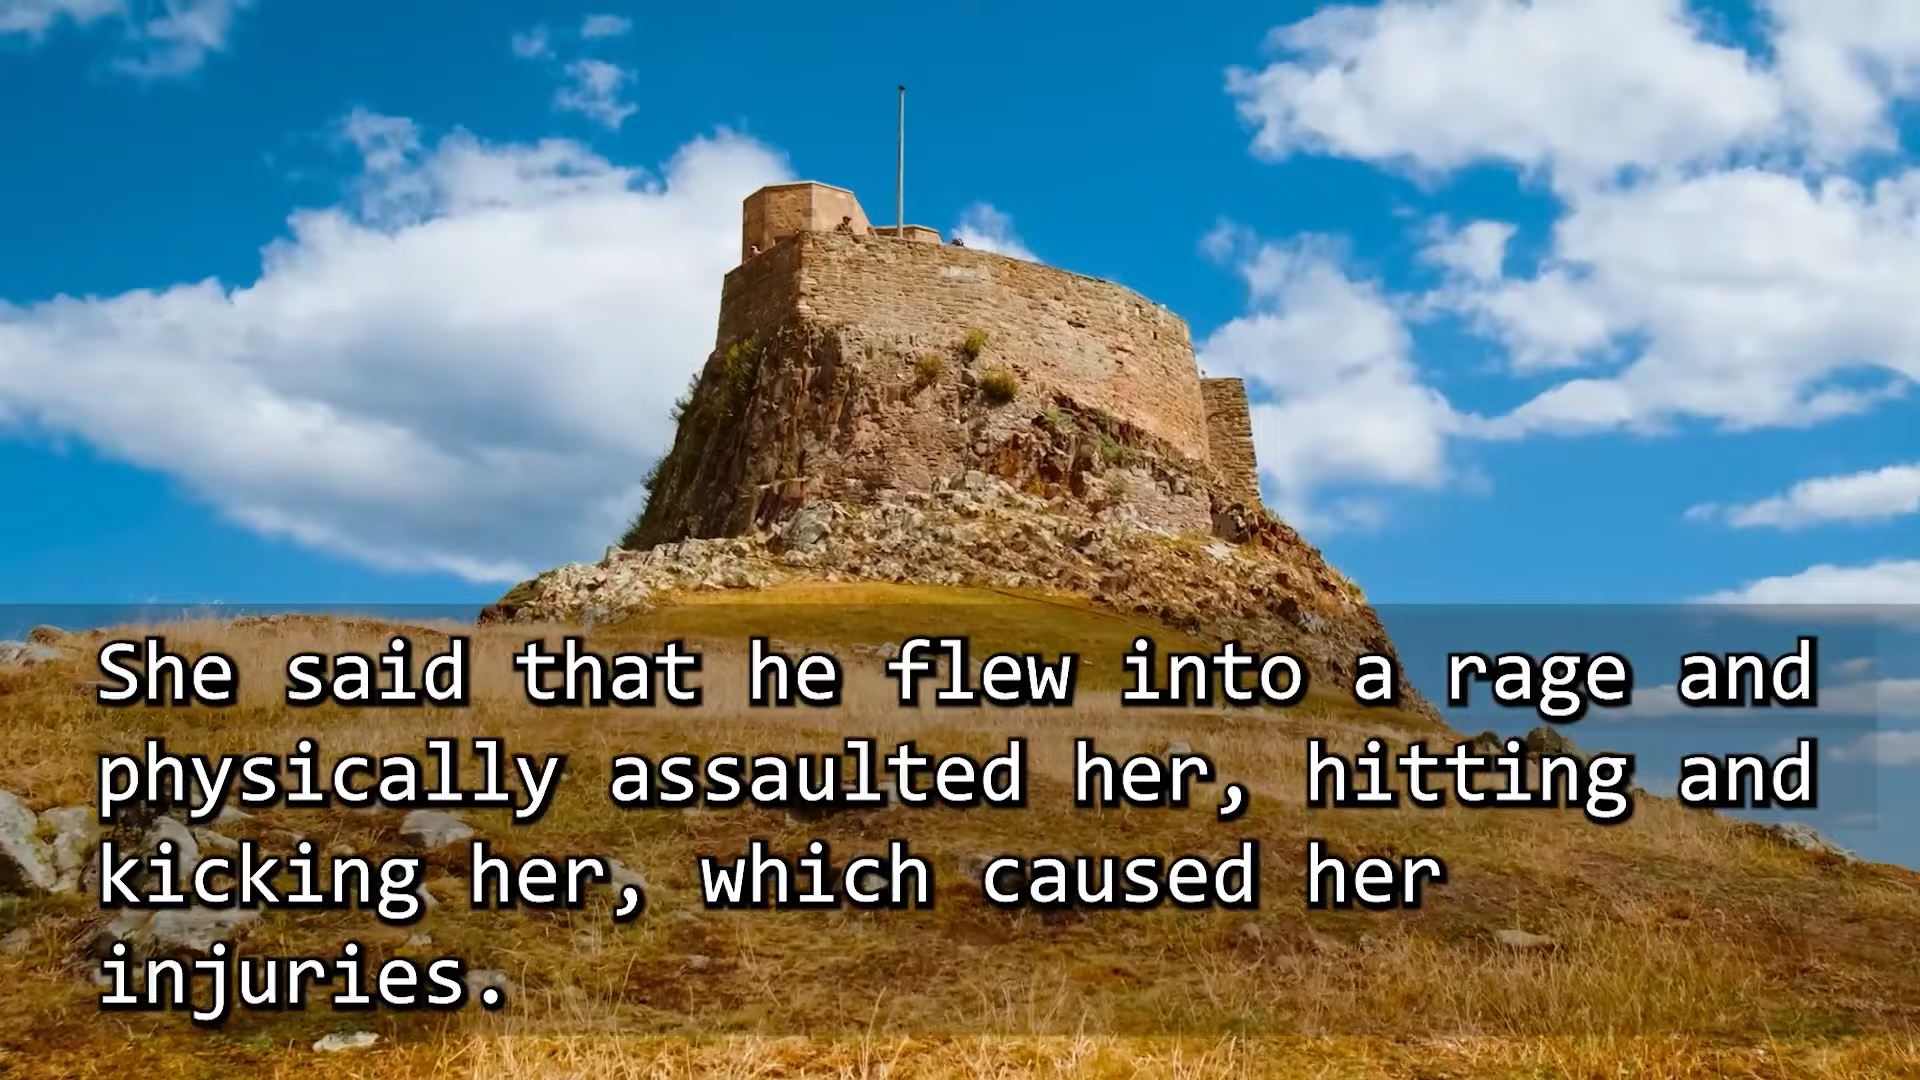 She said that he flew into a rage and
physically assaulted her, hitting and
kicking her, which caused her
injuries.